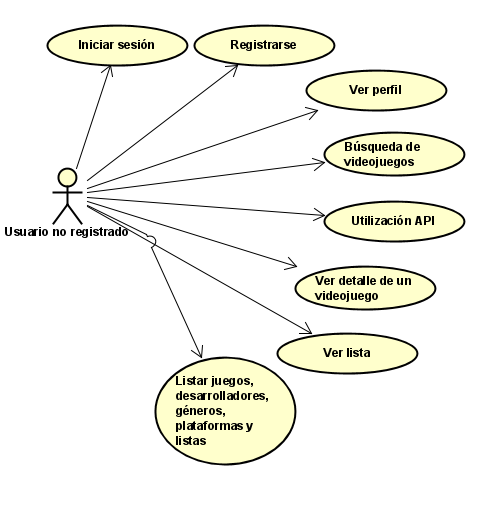 Iniciar sesión
Registrarse
Ver perfil
Búsqueda de
videojuegos
Utilización API
Usuario no registrado
Ver detalle de un
videojuego
Ver lista
Listar juegos,
desarrolladores,
géneros,
plataformas y
listas